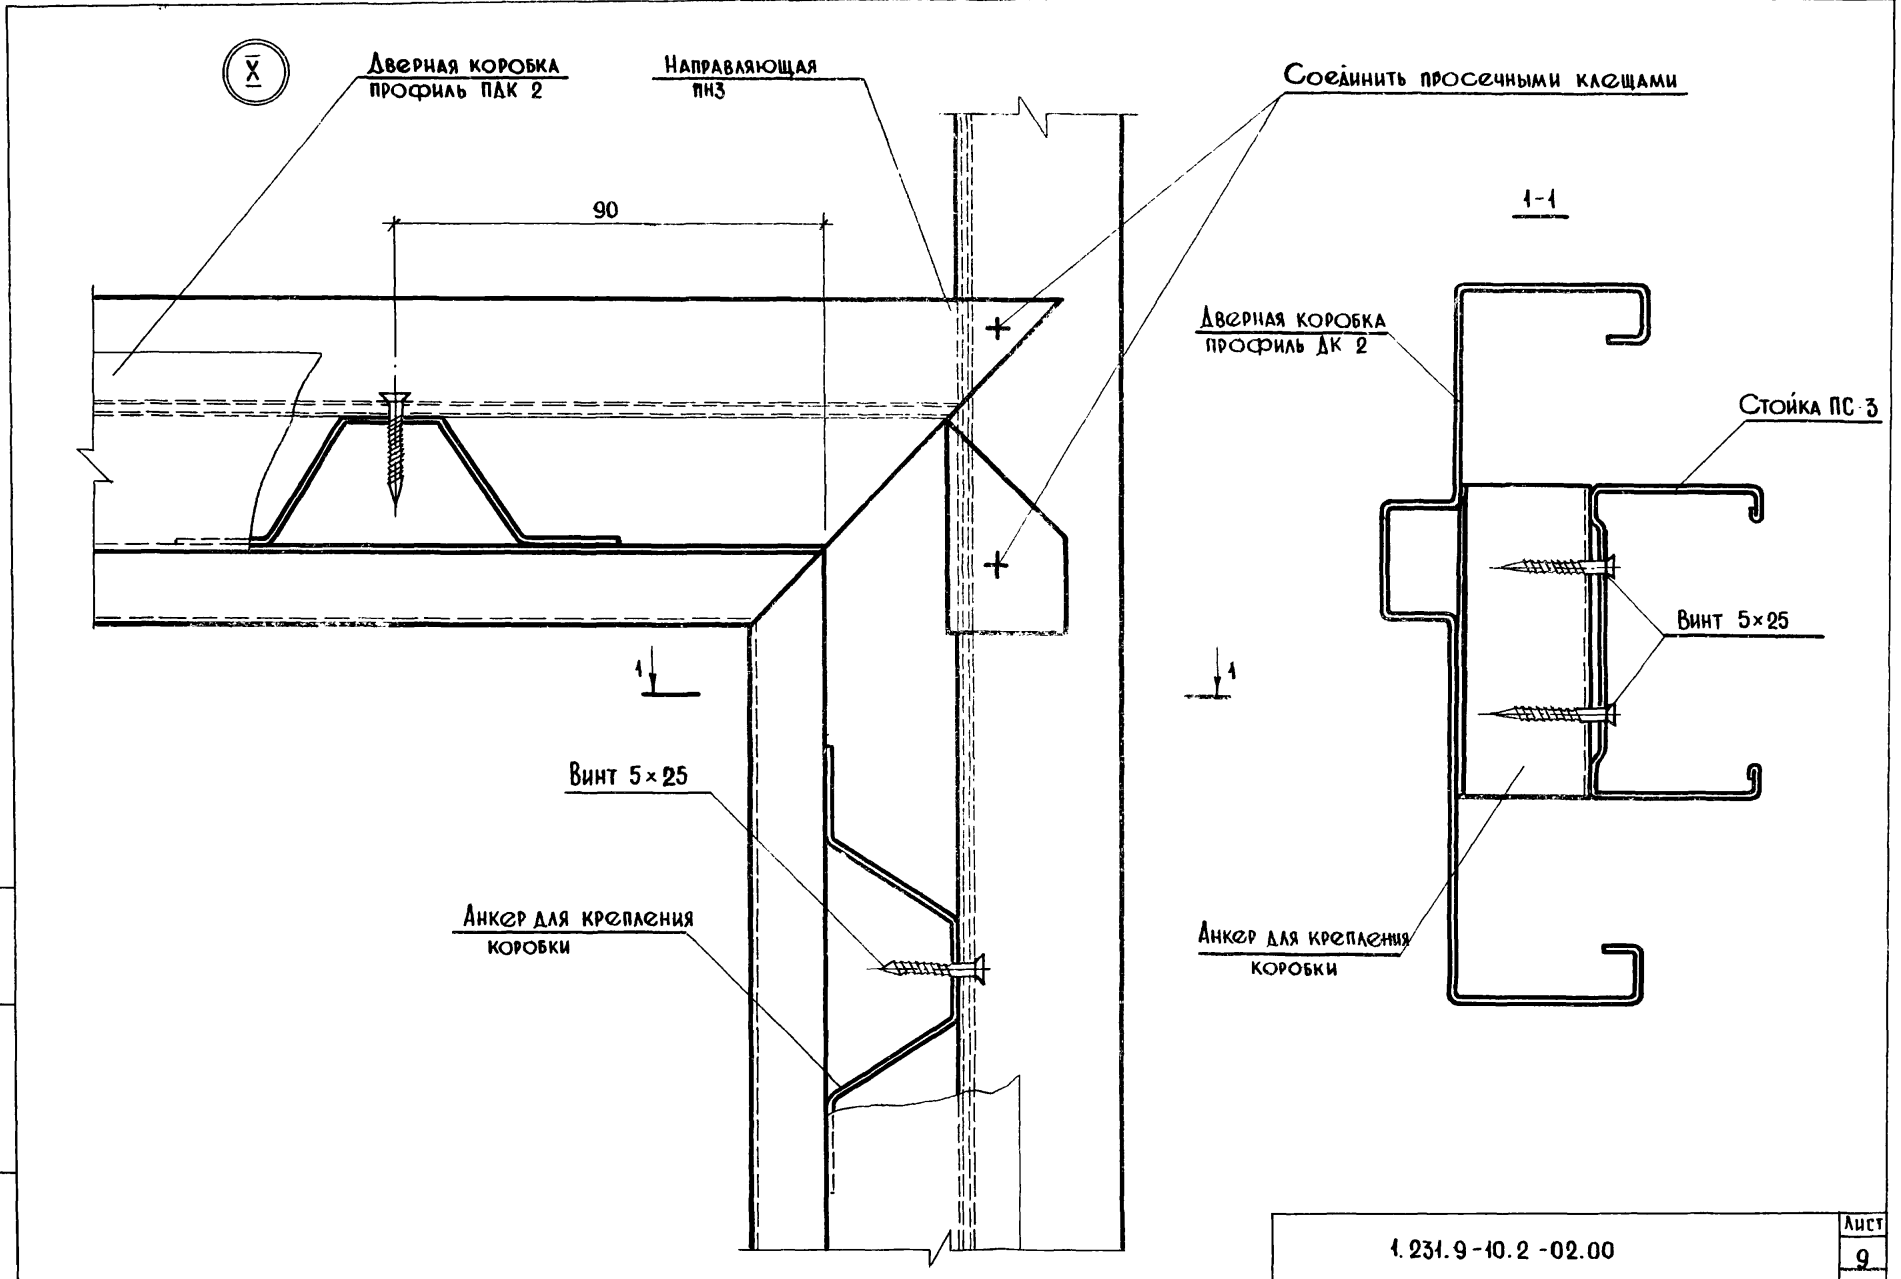 X
Дверная коробка
профиль ПДК 2
Направляющая
ПН3
Соединить просечными клещами
90
1-1
Дверная коробка
профиль ДК 2
Стойка ПС-3
Винт 5×25
1
1
Винт 5×25
Анкер для крепления
коробки
Анкер для крепления
коробки
1.231.9-10.2-02.00
Лист
9